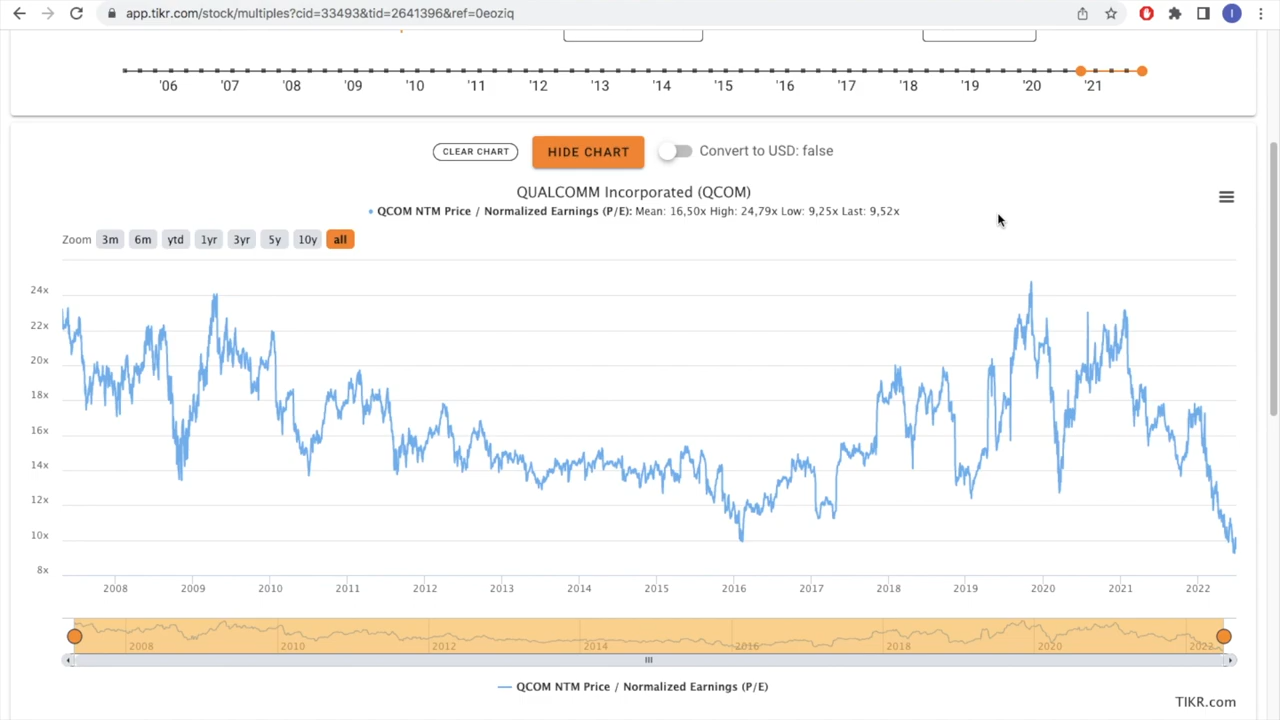 app.tikr.com/stock/multiples?cid=33493&tid=2641396&ref=0eoziq
I
'06 '07 '08 '09 '10 '11 '12 '13 '14 '15 '16 '17 '18 '19 '20 '21
CLEAR CHART HIDE CHART Convert to USD: false
QUALCOMM Incorporated (QCOM)
QCOM NTM Price / Normalized Earnings (P/E): Mean: 16,50x High: 24,79x Low: 9,25x Last: 9,52x
Zoom 3m 6m ytd 1yr 3yr 5y 10y all
24x
22x
20x
18x
16x
14x
12x
10x
8x
2008 2009 2010 2011 2012 2013 2014 2015 2016 2017 2018 2019 2020 2021 2022
2008 2010 2012 2014 2016 2018 2020 2022
QCOM NTM Price / Normalized Earnings (P/E)
TIKR.com